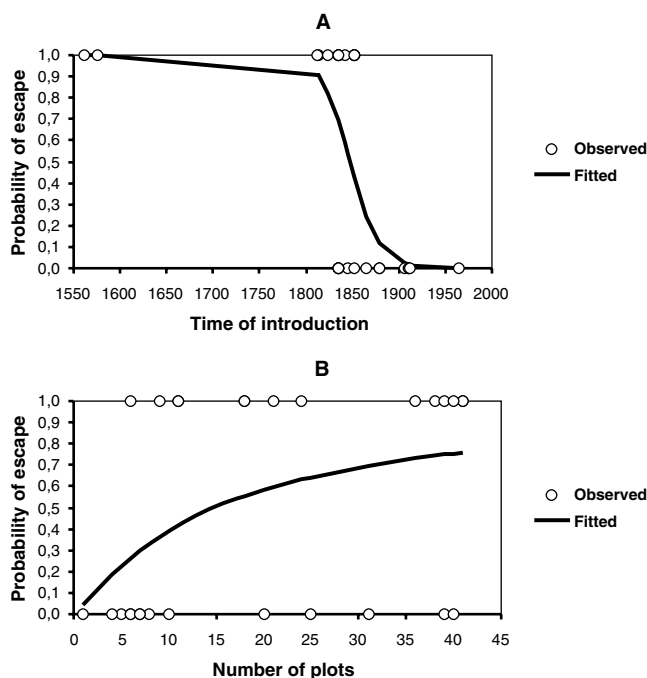 A
Probability of escape
1,0
0,9
0,8
0,7
0,6
0,5
0,4
0,3
0,2
0,1
0,0
1550 1600 1650 1700 1750 1800 1850 1900 1950 2000
Time of introduction
Observed
Fitted
B
Probability of escape
1,0
0,9
0,8
0,7
0,6
0,5
0,4
0,3
0,2
0,1
0,0
0 5 10 15 20 25 30 35 40 45
Number of plots
Observed
Fitted